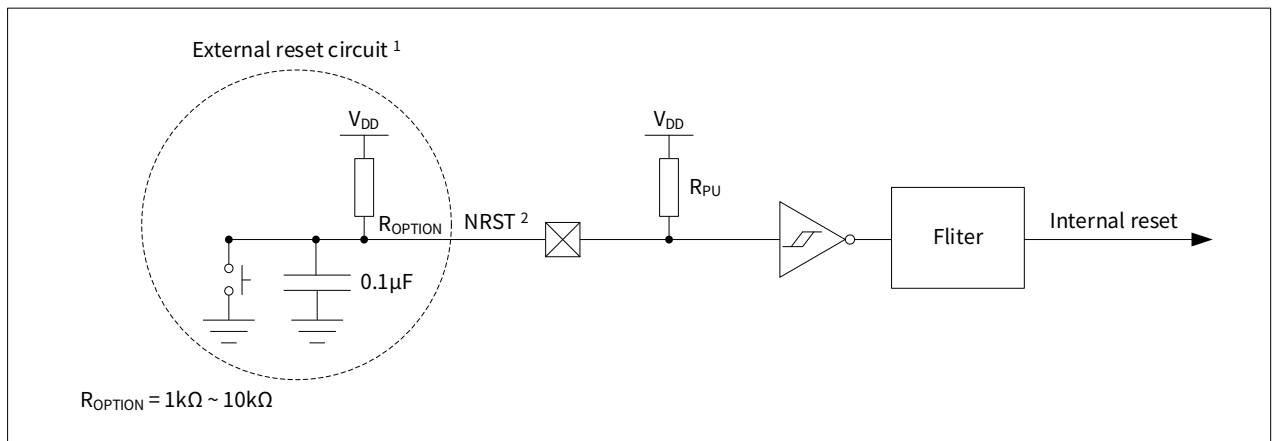 External reset circuit 1
VDD
VDD
ROPTION
NRST 2
RPU
Fliter
Internal reset
0.1μF
ROPTION = 1kΩ ~ 10kΩ